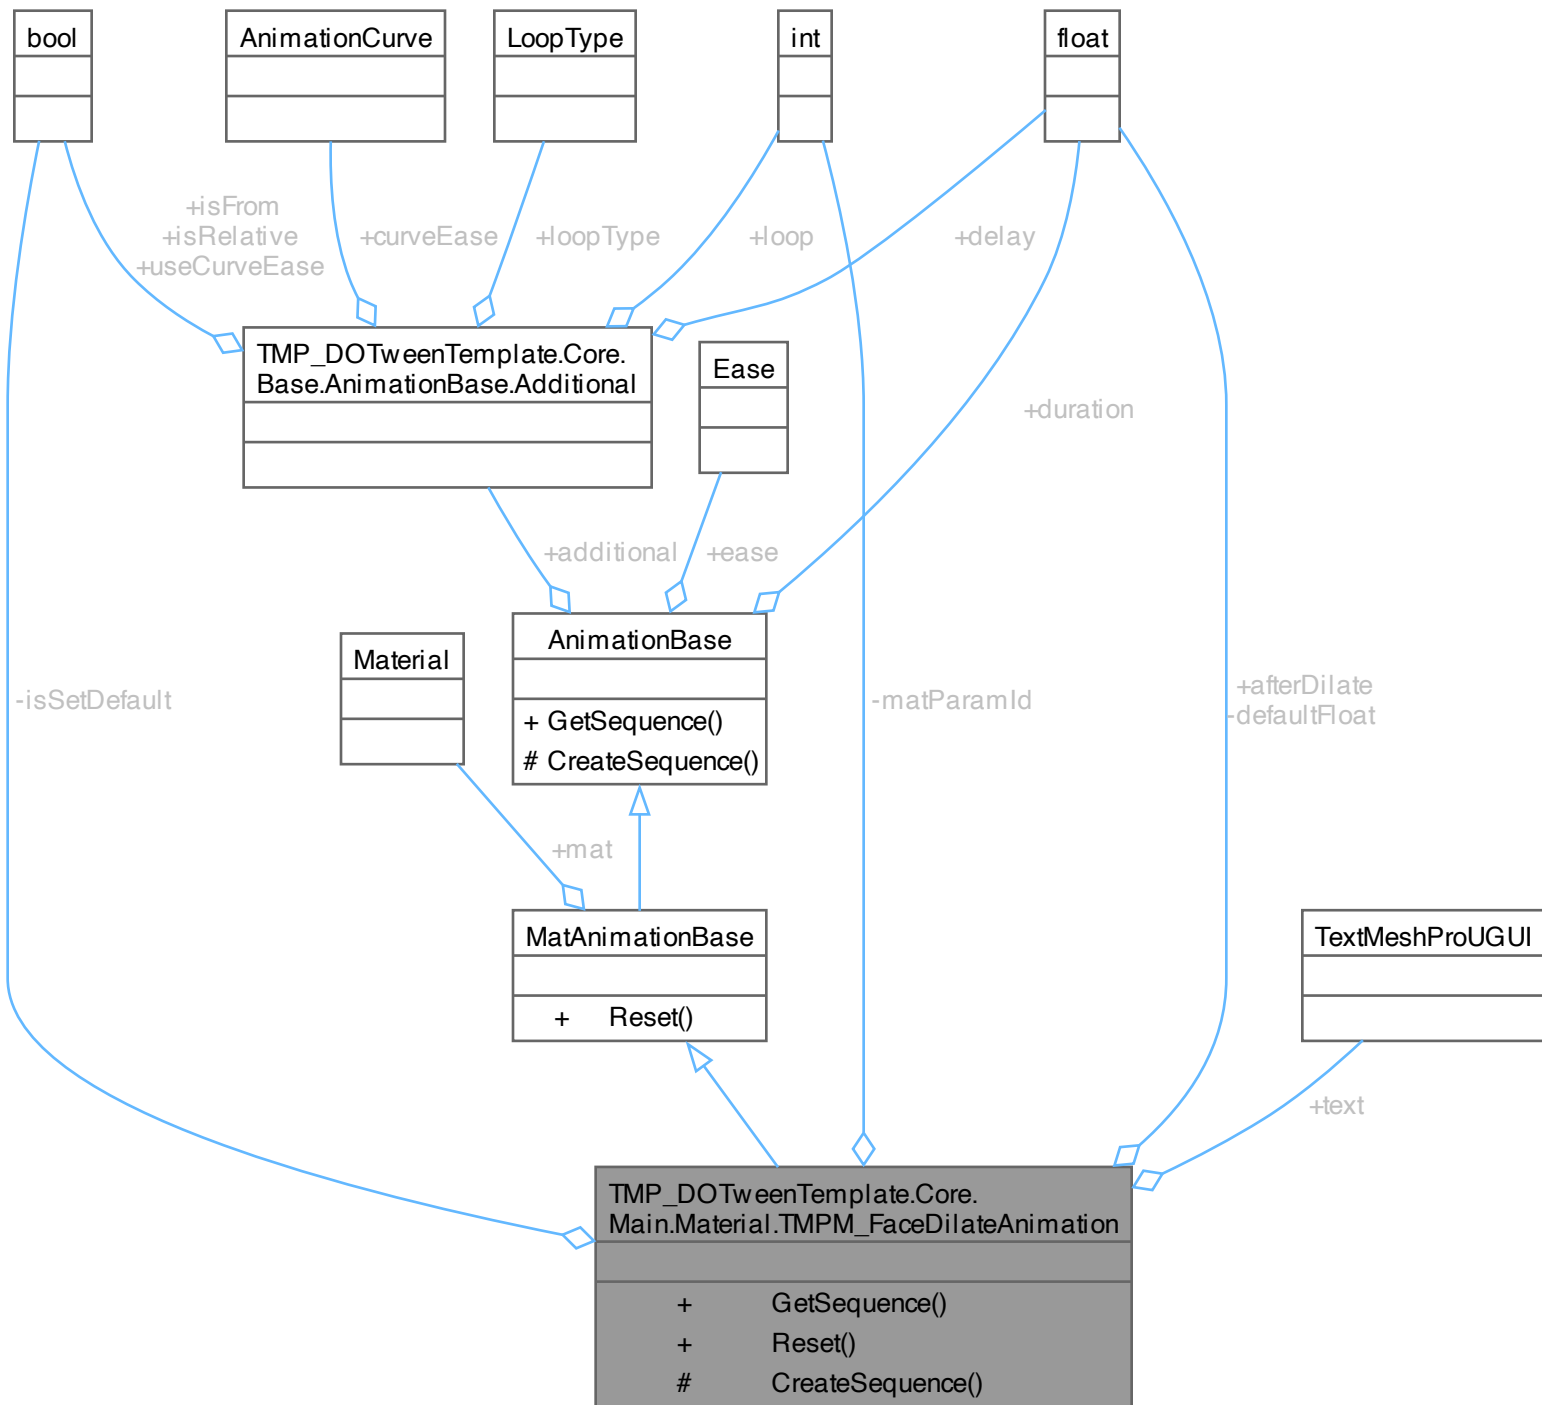 bool
AnimationCurve
LoopType
int
float
+isFrom
+isRelative
+useCurveEase
+curveEase
+loopType
+loop
+delay
TMP_DOTweenTemplate.Core.
Base.AnimationBase.Additional
Ease
+duration
+additional
+ease
AnimationBase
+ GetSequence()
# CreateSequence()
Material
-isSetDefault
-matParamId
+afterDilate
-defaultFloat
+mat
MatAnimationBase
+ Reset()
TextMeshProUGUI
+text
TMP_DOTweenTemplate.Core.
Main.Material.TMPM_FaceDilateAnimation
+ GetSequence()
+ Reset()
# CreateSequence()